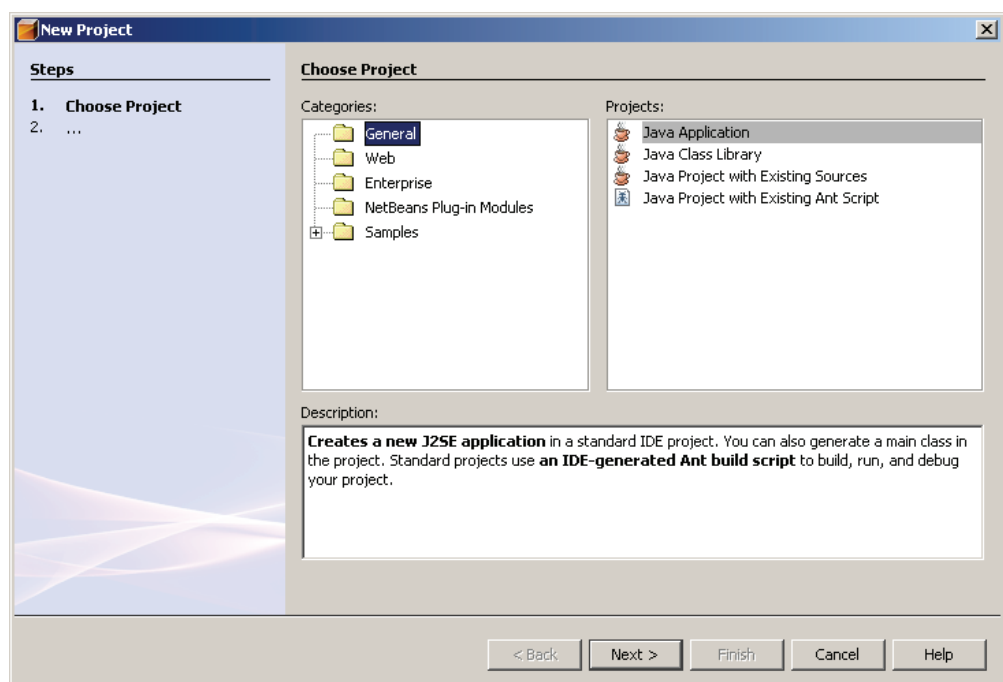 New Project
Steps
1. Choose Project
2. ...
Choose Project
Categories:
General
Web
Enterprise
NetBeans Plug-in Modules
Samples
Projects:
Java Application
Java Class Library
Java Project with Existing Sources
Java Project with Existing Ant Script
Description:
Creates a new J2SE application in a standard IDE project. You can also generate a main class in
the project. Standard projects use an IDE-generated Ant build script to build, run, and debug
your project.
< Back
Next >
Finish
Cancel
Help